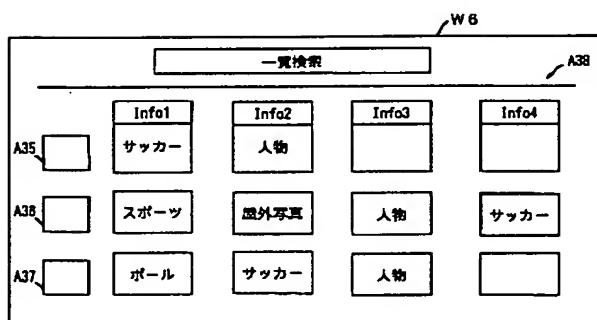 W6
一覧検索
A38
Info1 Info2 Info3 Info4
A35 サッカー 人物
A36 スポーツ 屋外写真 人物 サッカー
A37 ボール サッカー 人物